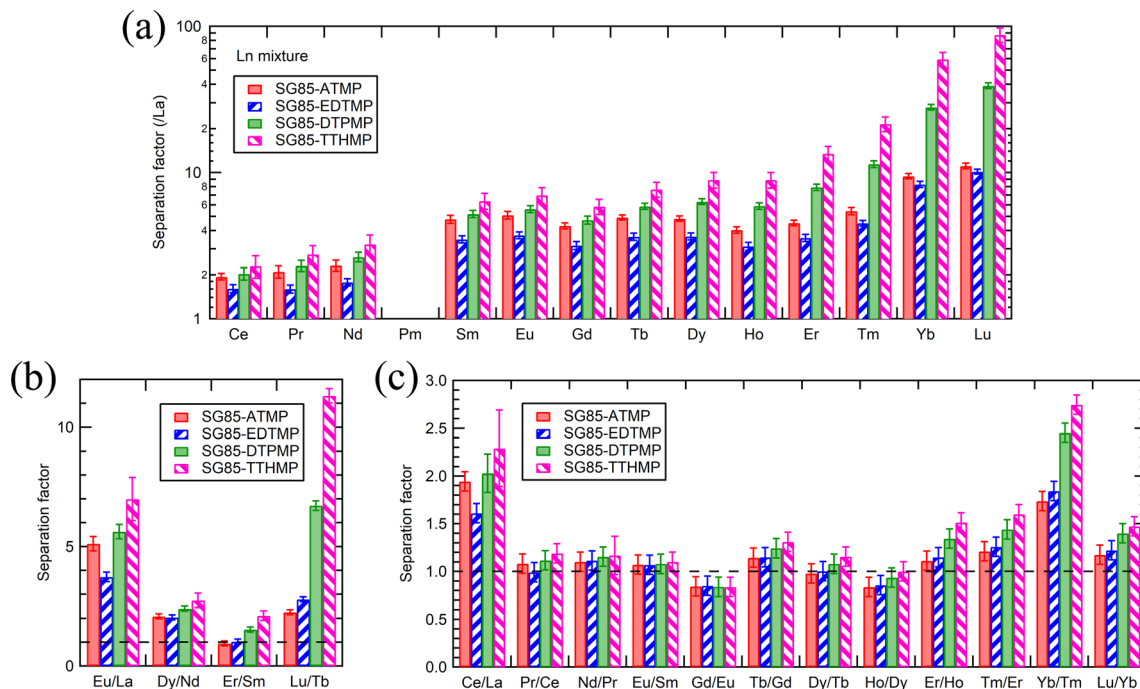 (a)
Separation factor (/La)
100
8
6
4
2
10
8
6
4
2
1
Ln mixture
SG85-ATMP
SG85-EDTMP
SG85-DTPMP
SG85-TTHMP
Ce Pr Nd Pm Sm Eu Gd Tb Dy Ho Er Tm Yb Lu
(b)
Separation factor
10
5
0
SG85-ATMP
SG85-EDTMP
SG85-DTPMP
SG85-TTHMP
Eu/La Dy/Nd Er/Sm Lu/Tb
(c)
Separation factor
3.0
2.5
2.0
1.5
1.0
0.5
0.0
SG85-ATMP
SG85-EDTMP
SG85-DTPMP
SG85-TTHMP
Ce/La Pr/Ce Nd/Pr Eu/Sm Gd/Eu Tb/Gd Dy/Tb Ho/Dy Er/Ho Tm/Er Yb/Tm Lu/Yb